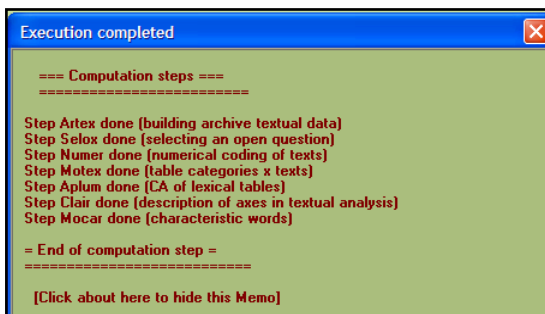 Execution completed
=== Computation steps ===
=========================
Step Artex done (building archive textual data)
Step Selox done (selecting an open question)
Step Numer done (numerical coding of texts)
Step Motex done (table categories x texts)
Step Aplum done (CA of lexical tables)
Step Clair done (description of axes in textual analysis)
Step Mocar done (characteristic words)
= End of computation step =
===========================
[Click about here to hide this Memo]